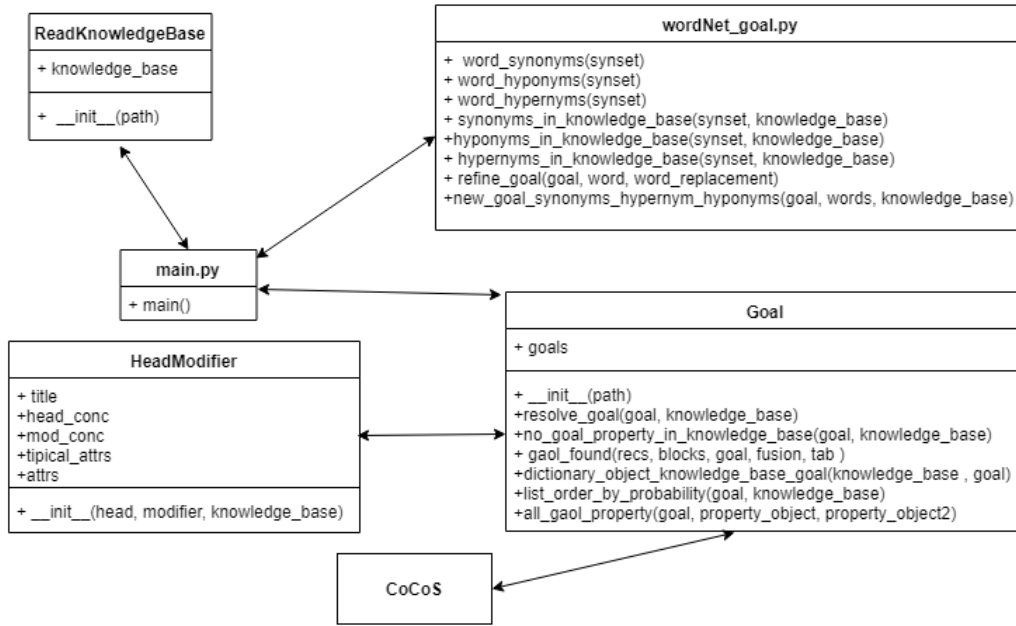 ReadKnowledgeBase
+ knowledge_base
+ __init__(path)
wordNet_goal.py
+ word_synonyms(synset)
+ word_hyponyms(synset)
+ word_hypernyms(synset)
+ synonyms_in_knowledge_base(synset, knowledge_base)
+hyponyms_in_knowledge_base(synset, knowledge_base)
+ hypernyms_in_knowledge_base(synset, knowledge_base)
+ refine_goal(goal, word, word_replacement)
+new_goal_synonyms_hypernym_hyponyms(goal, words, knowledge_base)
main.py
+ main()
HeadModifier
+ title
+head_conc
+mod_conc
+tipical_attrs
+attrs
+ __init__(head, modifier, knowledge_base)
Goal
+ goals
+ __init__(path)
+resolve_goal(goal, knowledge_base)
+no_goal_property_in_knowledge_base(goal, knowledge_base)
+ gaol_found(recs, blocks, goal, fusion, tab )
+dictionary_object_knowledge_base_goal(knowledge_base , goal)
+list_order_by_probability(goal, knowledge_base)
+all_gaol_property(goal, property_object, property_object2)
CoCoS